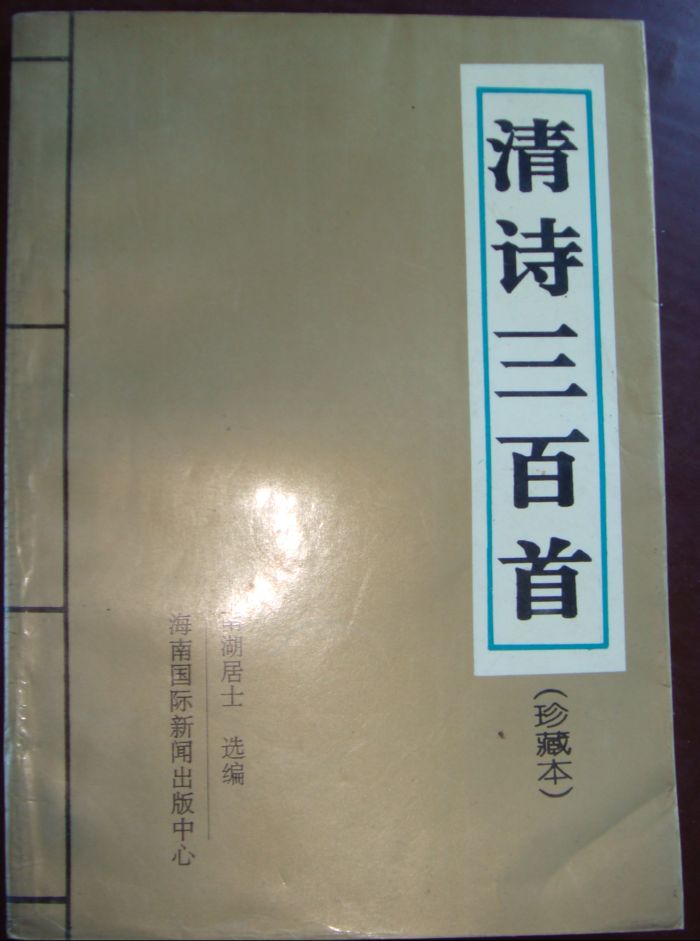 清诗三百首
(珍藏本)
湖居士 选编
海南国际新闻出版中心